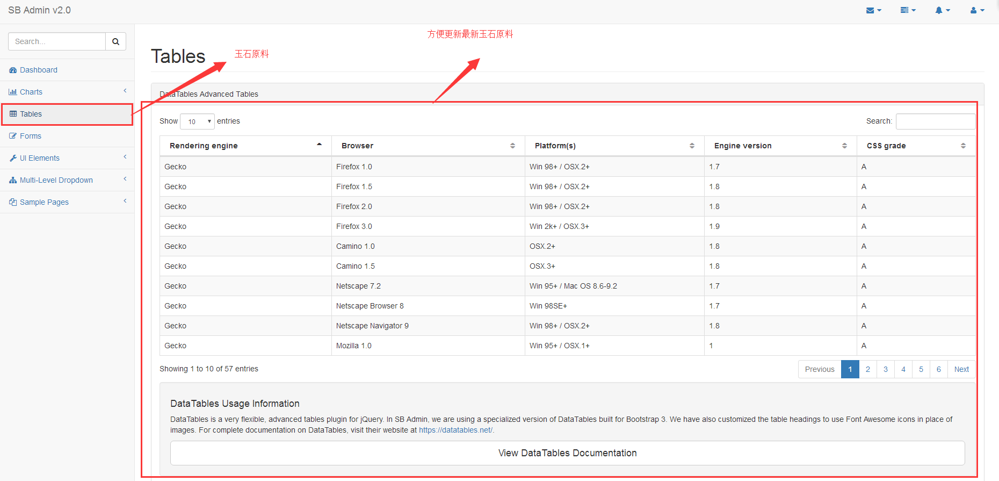 SB Admin v2.0
Search...
Dashboard
Charts
Tables
Forms
UI Elements
Multi-Level Dropdown
Sample Pages
方便更新最新玉石原料
Tables
玉石原料
DataTables Advanced Tables
Show 10 entries
Search:
Rendering engine Browser Platform(s) Engine version CSS grade
Gecko Firefox 1.0 Win 98+ / OSX.2+ 1.7 A
Gecko Firefox 1.5 Win 98+ / OSX.2+ 1.8 A
Gecko Firefox 2.0 Win 98+ / OSX.2+ 1.8 A
Gecko Firefox 3.0 Win 2k+ / OSX.3+ 1.9 A
Gecko Camino 1.0 OSX.2+ 1.8 A
Gecko Camino 1.5 OSX.3+ 1.8 A
Gecko Netscape 7.2 Win 95+ / Mac OS 8.6-9.2 1.7 A
Gecko Netscape Browser 8 Win 98SE+ 1.7 A
Gecko Netscape Navigator 9 Win 98+ / OSX.2+ 1.8 A
Gecko Mozilla 1.0 Win 95+ / OSX.1+ 1 A
Showing 1 to 10 of 57 entries
Previous 1 2 3 4 5 6 Next
DataTables Usage Information
DataTables is a very flexible, advanced tables plugin for jQuery. In SB Admin, we are using a specialized version of DataTables built for Bootstrap 3. We have also customized the table headings to use Font Awesome icons in place of
images. For complete documentation on DataTables, visit their website at https://datatables.net/.
View DataTables Documentation